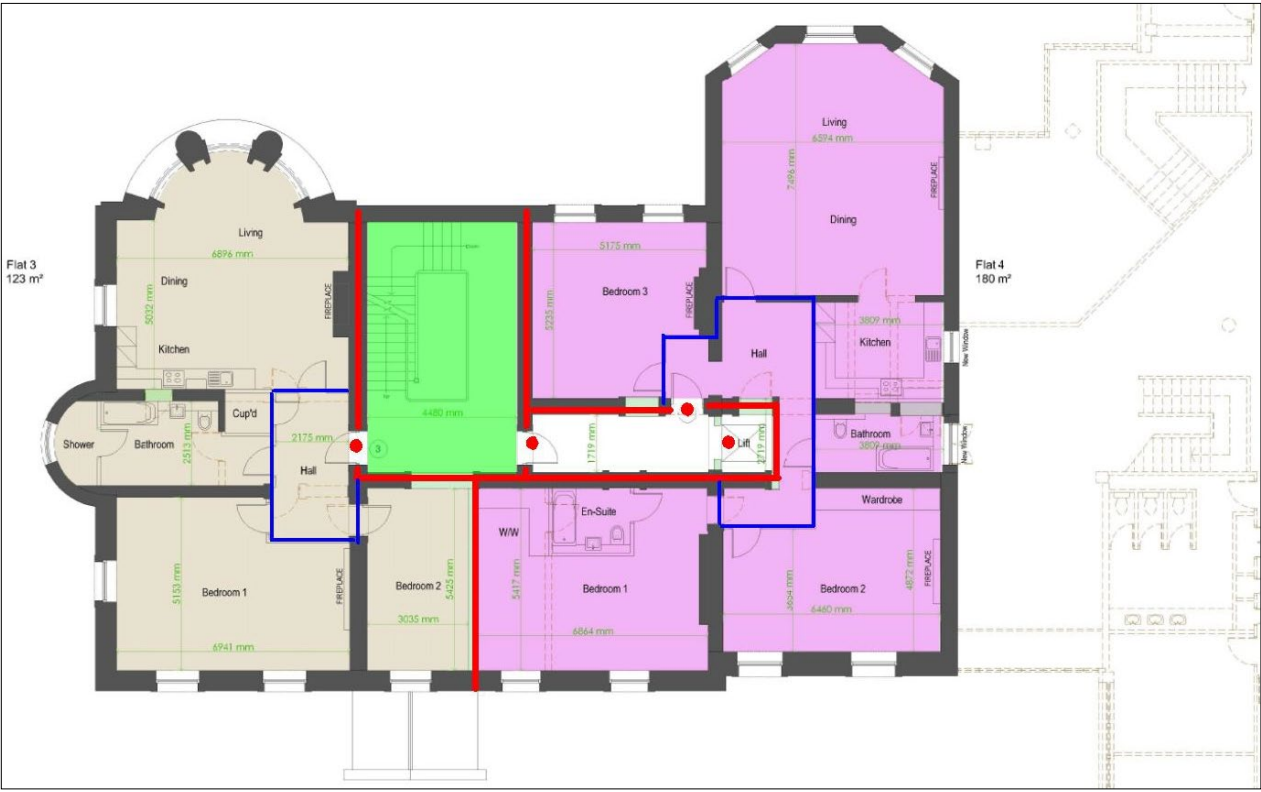 Flat 3
123 m²
Living
6896 mm
Dining
5032 mm
FIREPLACE
Kitchen
Cup'd
Shower
Bathroom
2513 mm
2175 mm
Hall
Bedroom 1
5153 mm
FIREPLACE
6941 mm
Bedroom 2
5425 mm
3035 mm
4480 mm
3
Down
5175 mm
Bedroom 3
5235 mm
FIREPLACE
1719 mm
Lift
2719 mm
Hall
Living
6594 mm
7496 mm
FIREPLACE
Dining
Flat 4
180 m²
3809 mm
Kitchen
New Window
Bathroom
3809 mm
New Window
Wardrobe
En-Suite
W/W
5417 mm
Bedroom 1
6864 mm
Bedroom 2
4872 mm
6460 mm
FIREPLACE